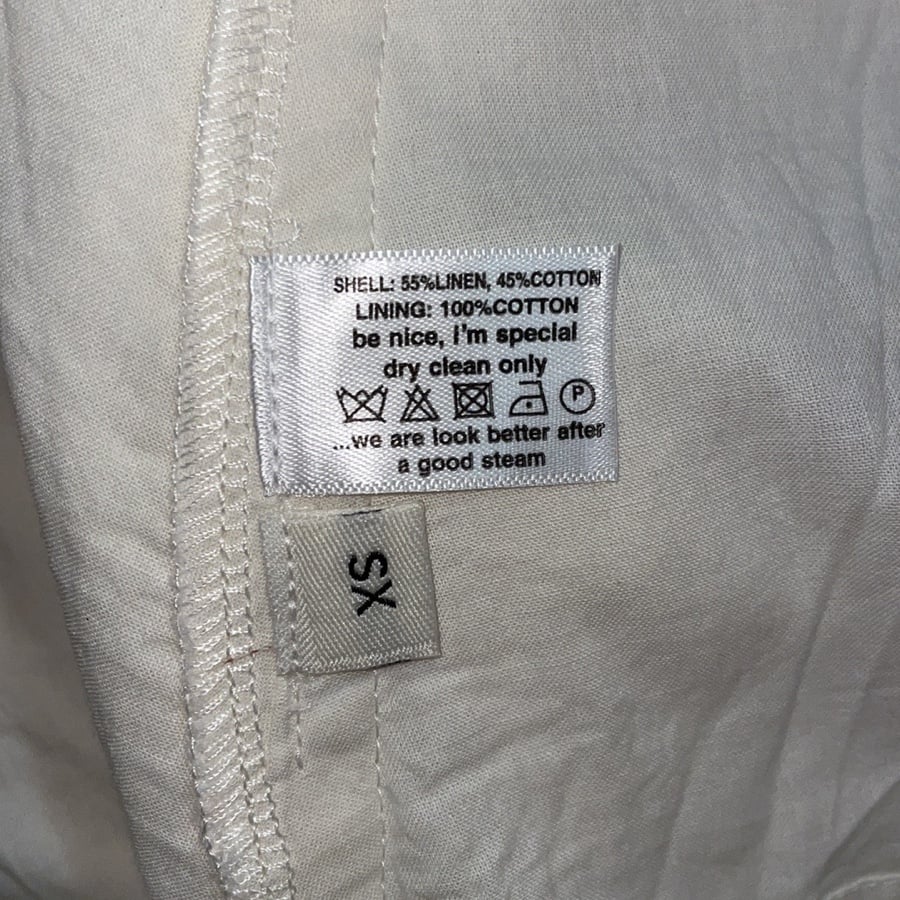 SHELL: 55%LINEN, 45%COTTON
LINING: 100%COTTON
be nice, I'm special
dry clean only
P
...we are look better after
a good steam
XS